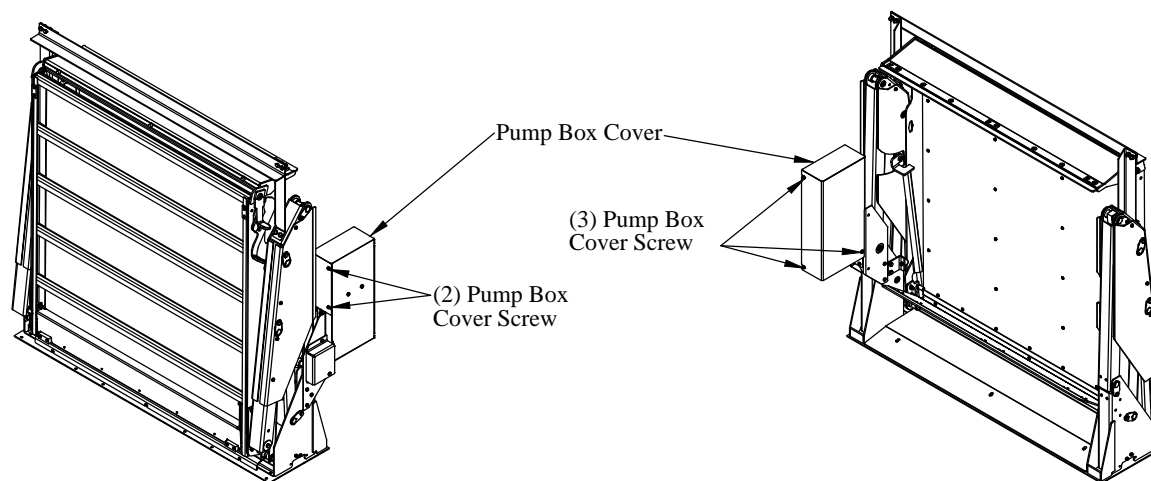 Pump Box Cover
(3) Pump Box
Cover Screw
(2) Pump Box
Cover Screw